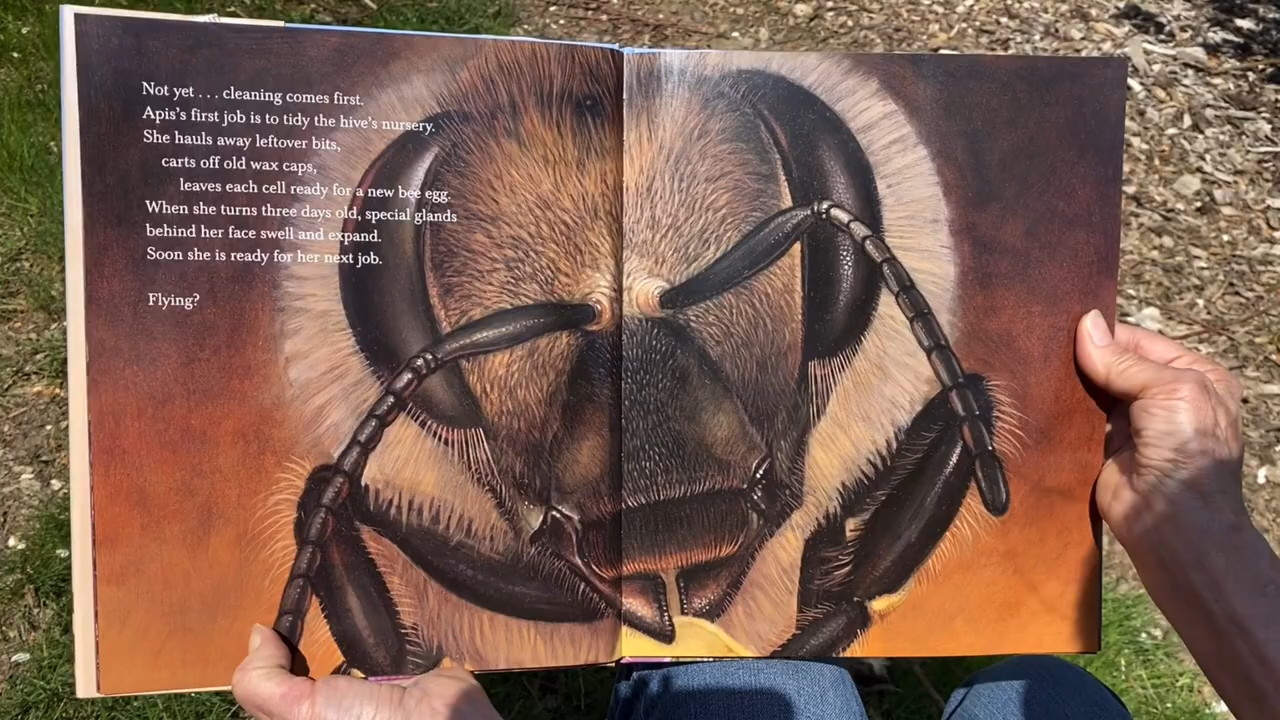 Not yet . . . cleaning comes first.
Apis's first job is to tidy the hive's nursery.
She hauls away leftover bits,
carts off old wax caps,
leaves each cell ready for a new bee egg.
When she turns three days old, special glands
behind her face swell and expand.
Soon she is ready for her next job.
Flying?